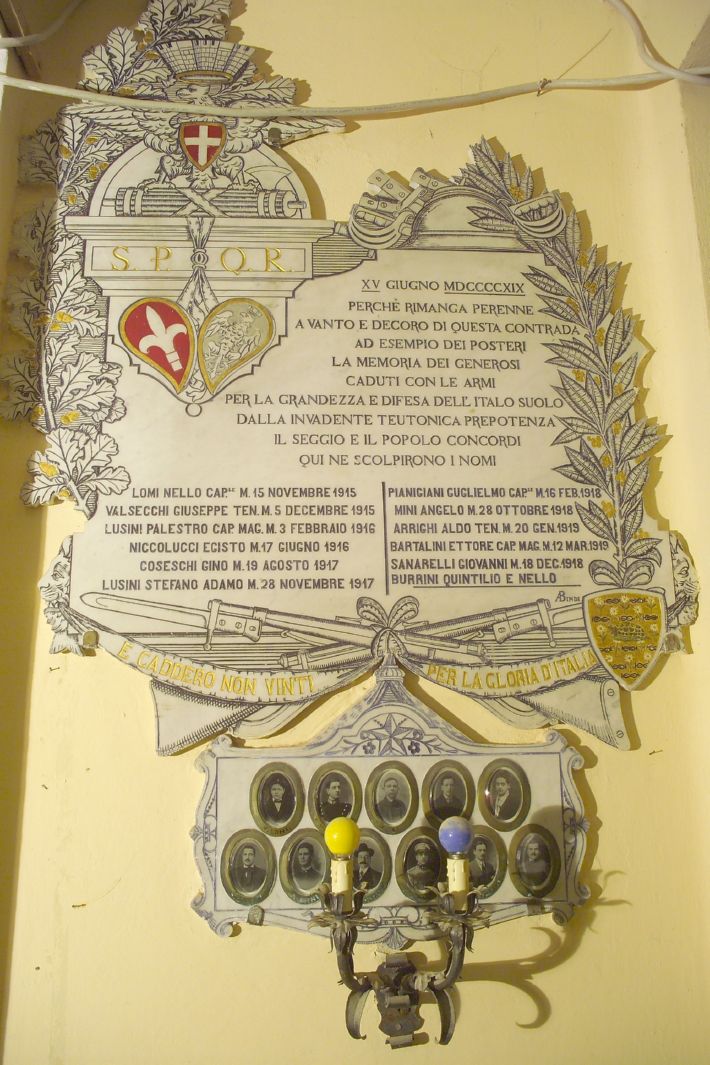 S. P. Q. R.
XV GIUGNO MDCCCCXIX
PERCHÈ RIMANGA PERENNE
A VANTO E DECORO DI QUESTA CONTRADA
AD ESEMPIO DEI POSTERI
LA MEMORIA DEI GENEROSI
CADUTI CON LE ARMI
PER LA GRANDEZZA E DIFESA DELL'ITALO SUOLO
DALLA INVADENTE TEUTONICA PREPOTENZA
IL SEGGIO E IL POPOLO CONCORDI
QUI NE SCOLPIRONO I NOMI
LOMI NELLO CAP.LE M. 15 NOVEMBRE 1915
VALSECCHI GIUSEPPE TEN. M. 5 DECEMBRE 1915
LUSINI PALESTRO CAP. MAG. M. 3 FEBBRAIO 1916
NICCOLUCCI EGISTO M. 17 GIUGNO 1916
COSESCHI GINO M. 19 AGOSTO 1917
LUSINI STEFANO ADAMO M. 28 NOVEMBRE 1917
PIANIGIANI GUGLIELMO CAP.LE M. 16 FEB. 1918
MINI ANGELO M. 28 OTTOBRE 1918
ARRIGHI ALDO TEN. M. 20 GEN. 1919
BARTALINI ETTORE CAP. MAG. M. 12 MAR. 1919
SANARELLI GIOVANNI M. 18 DEC. 1918
BURRINI QUINTILIO E NELLO
E CADDERO NON VINTI
PER LA GLORIA D'ITALIA